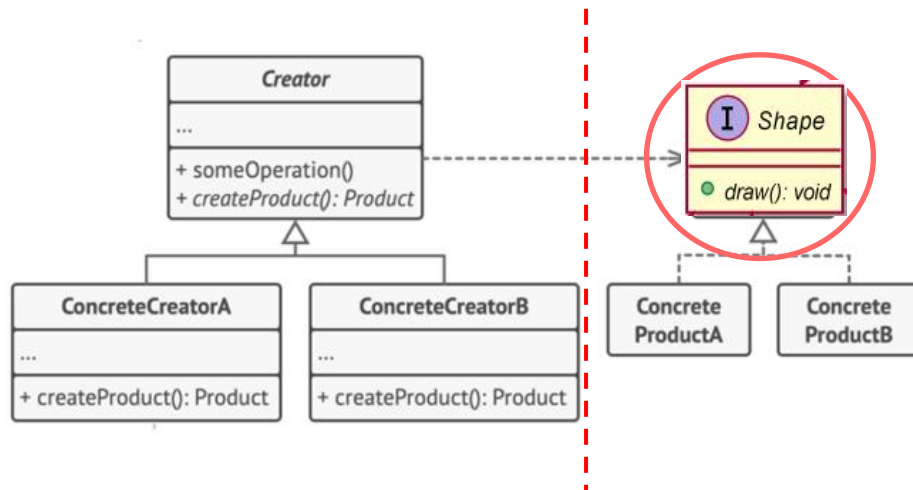 Creator
...
+ someOperation()
+ createProduct(): Product
I Shape
draw(): void
ConcreteCreatorA
...
+ createProduct(): Product
ConcreteCreatorB
...
+ createProduct(): Product
Concrete
ProductA
Concrete
ProductB